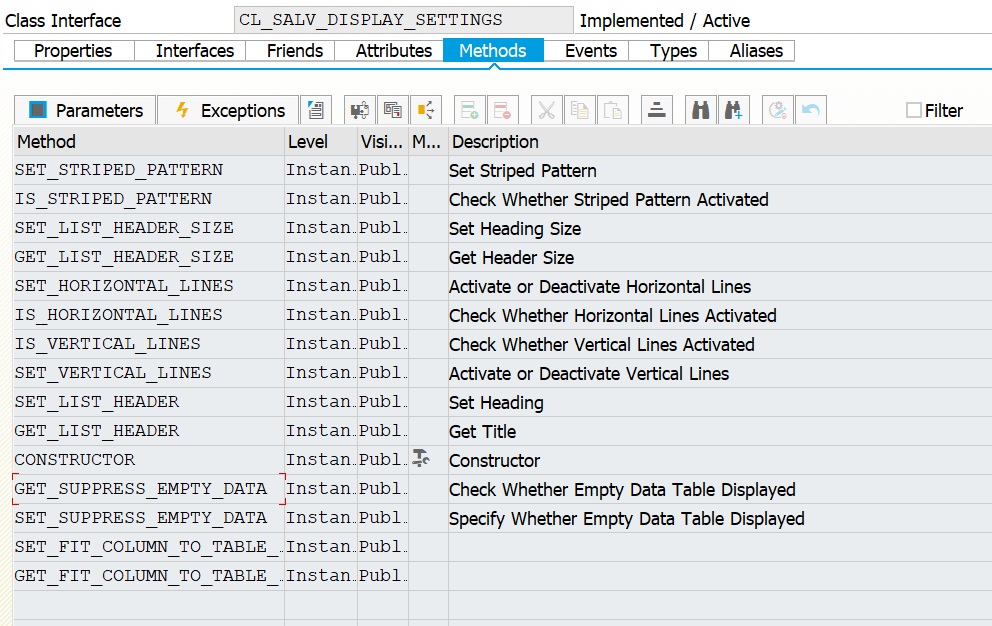 Class Interface CL_SALV_DISPLAY_SETTINGS Implemented / Active
Properties Interfaces Friends Attributes Methods Events Types Aliases
Parameters Exceptions Filter
Method Level Visi... M... Description
SET_STRIPED_PATTERN Instan.. Publ.. Set Striped Pattern
IS_STRIPED_PATTERN Instan.. Publ.. Check Whether Striped Pattern Activated
SET_LIST_HEADER_SIZE Instan.. Publ.. Set Heading Size
GET_LIST_HEADER_SIZE Instan.. Publ.. Get Header Size
SET_HORIZONTAL_LINES Instan.. Publ.. Activate or Deactivate Horizontal Lines
IS_HORIZONTAL_LINES Instan.. Publ.. Check Whether Horizontal Lines Activated
IS_VERTICAL_LINES Instan.. Publ.. Check Whether Vertical Lines Activated
SET_VERTICAL_LINES Instan.. Publ.. Activate or Deactivate Vertical Lines
SET_LIST_HEADER Instan.. Publ.. Set Heading
GET_LIST_HEADER Instan.. Publ.. Get Title
CONSTRUCTOR Instan.. Publ.. Constructor
GET_SUPPRESS_EMPTY_DATA Instan.. Publ.. Check Whether Empty Data Table Displayed
SET_SUPPRESS_EMPTY_DATA Instan.. Publ.. Specify Whether Empty Data Table Displayed
SET_FIT_COLUMN_TO_TABLE_.. Instan.. Publ..
GET_FIT_COLUMN_TO_TABLE_.. Instan.. Publ..